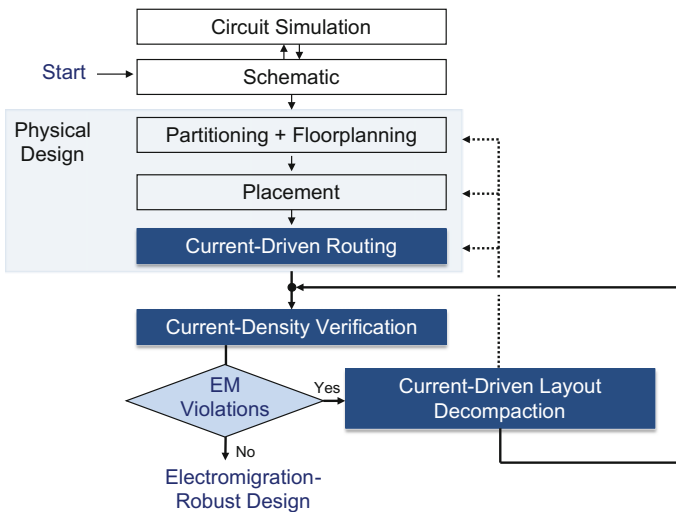 Circuit Simulation
Start
Schematic
Physical
Design
Partitioning + Floorplanning
Placement
Current-Driven Routing
Current-Density Verification
EM
Violations
Yes
Current-Driven Layout
Decompaction
No
Electromigration-
Robust Design